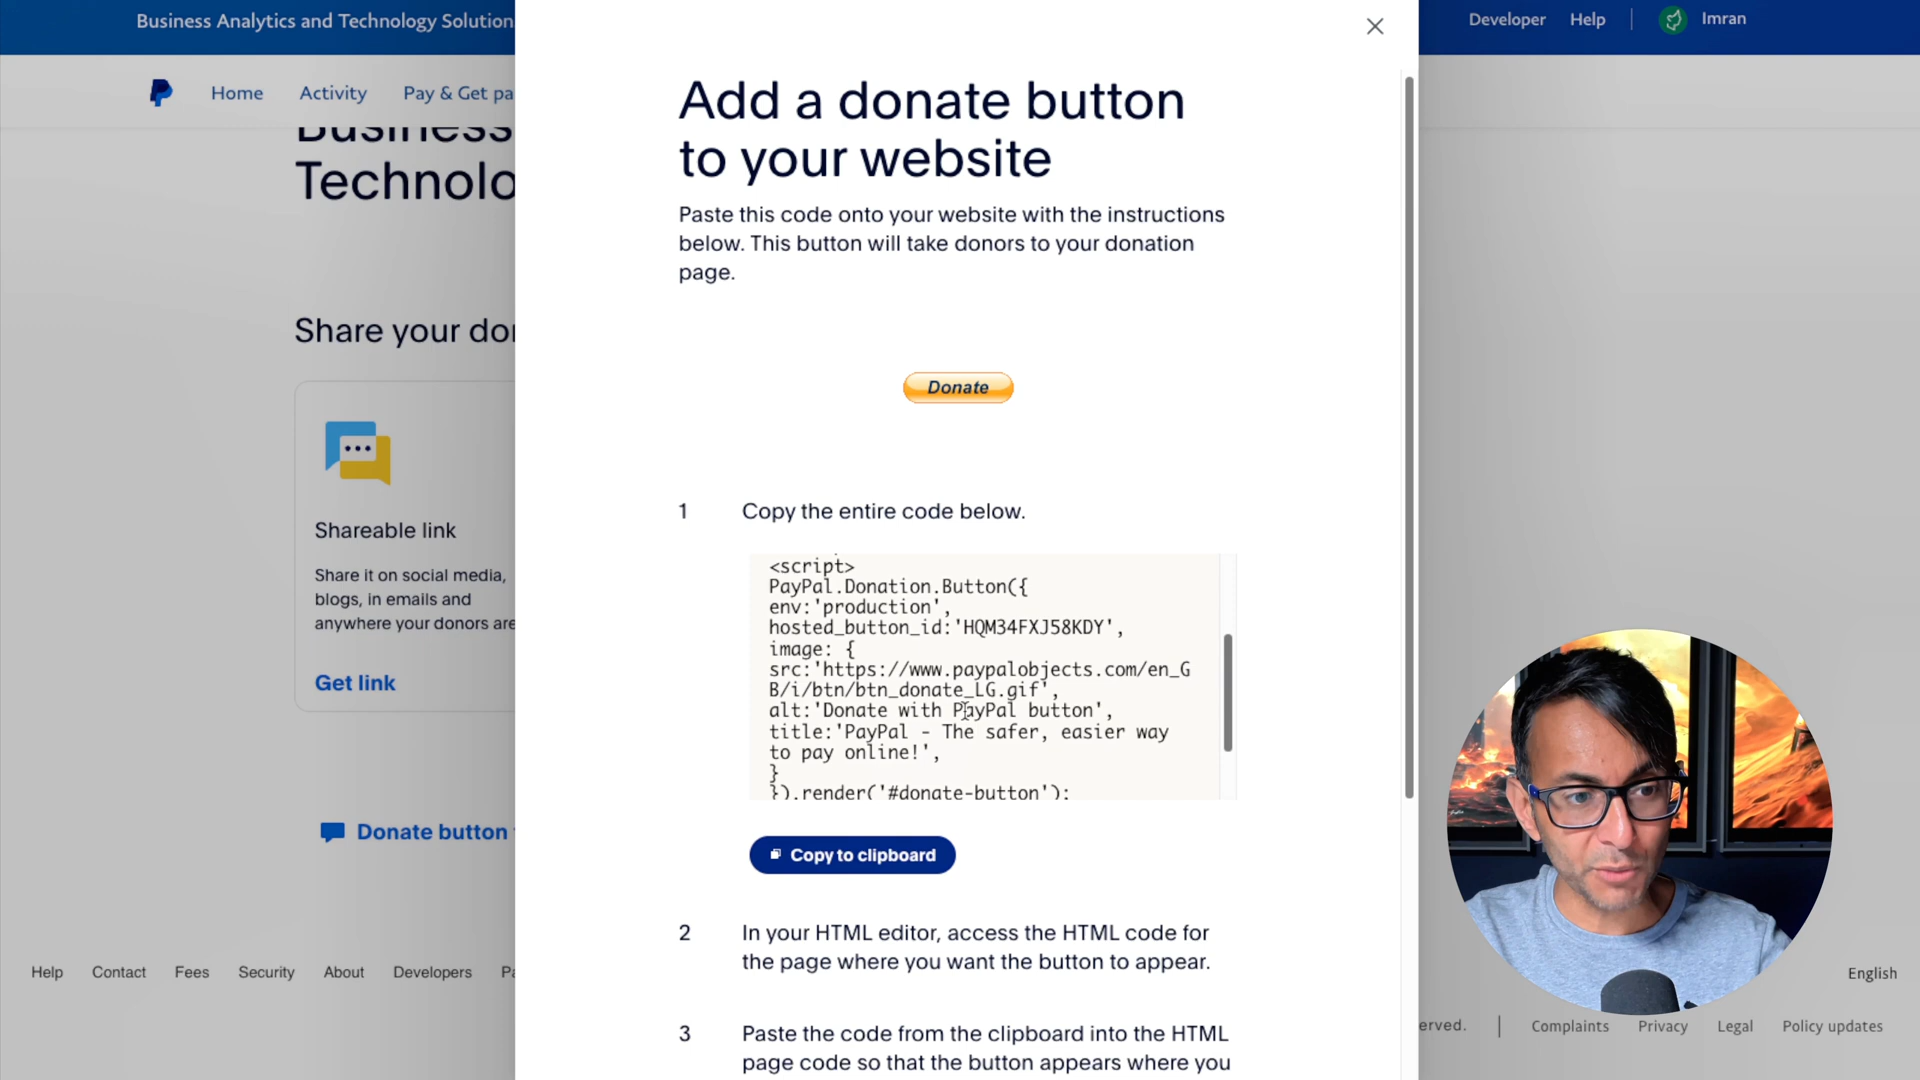 Business Analytics and Technology Solution
Developer
Help
Imran
Home
Activity
Pay & Get pa
Business
Technolo
Share your do
Shareable link
Share it on social media,
blogs, in emails and
anywhere your donors are
Get link
Donate button
Add a donate button
to your website
Paste this code onto your website with the instructions
below. This button will take donors to your donation
page.
Donate
1
Copy the entire code below.
<script>
PayPal.Donation.Button({
env:'production',
hosted_button_id:'HQM34FXJ58KDY',
image: {
src:'https://www.paypalobjects.com/en_G
B/i/btn/btn_donate_LG.gif',
alt:'Donate with PayPal button',
title:'PayPal - The safer, easier way
to pay online!',
}
}).render('#donate-button');
Copy to clipboard
2
In your HTML editor, access the HTML code for
the page where you want the button to appear.
3
Paste the code from the clipboard into the HTML
page code so that the button appears where you
Help
Contact
Fees
Security
About
Developers
Pa
English
erved.
Complaints
Privacy
Legal
Policy updates